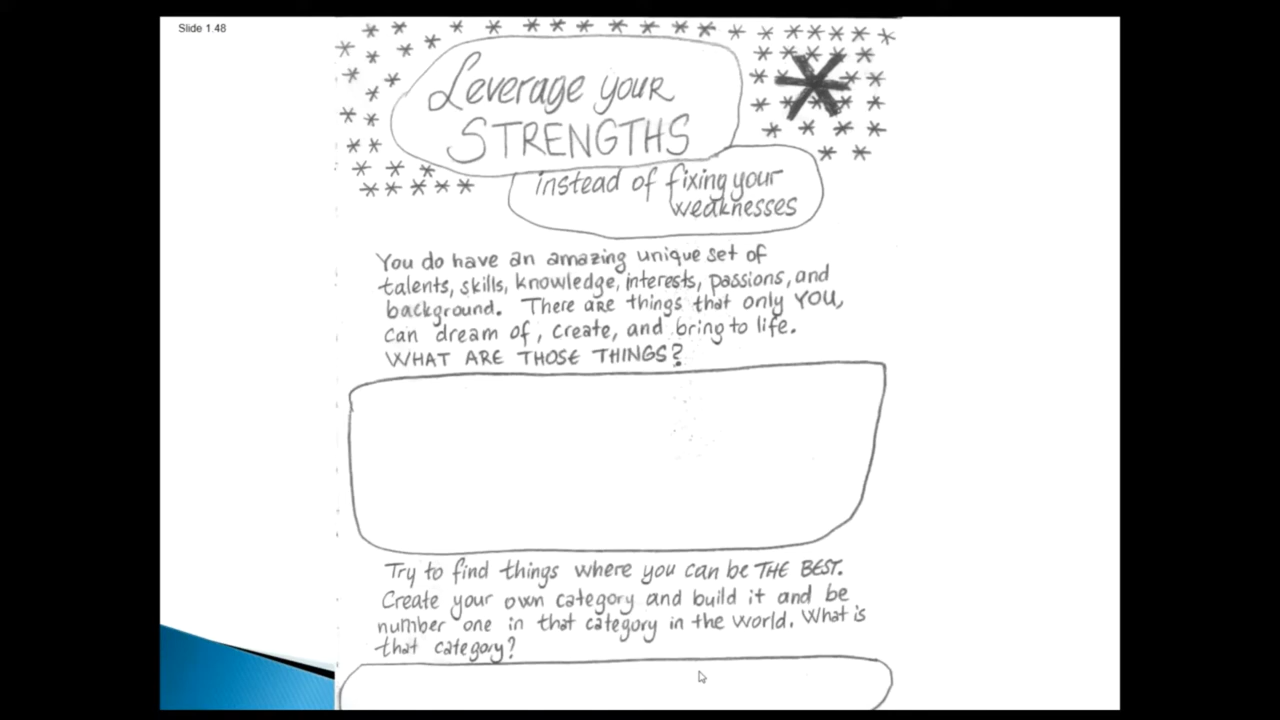 Slide 1.48
Leverage your
STRENGTHS
instead of fixing your
weaknesses
You do have an amazing unique set of
talents, skills, knowledge, interests, passions, and
background. There are things that only YOU,
can dream of, create, and bring to life.
WHAT ARE THOSE THINGS?
Try to find things where you can be THE BEST.
Create your own category and build it and be
number one in that category in the world. What is
that category?